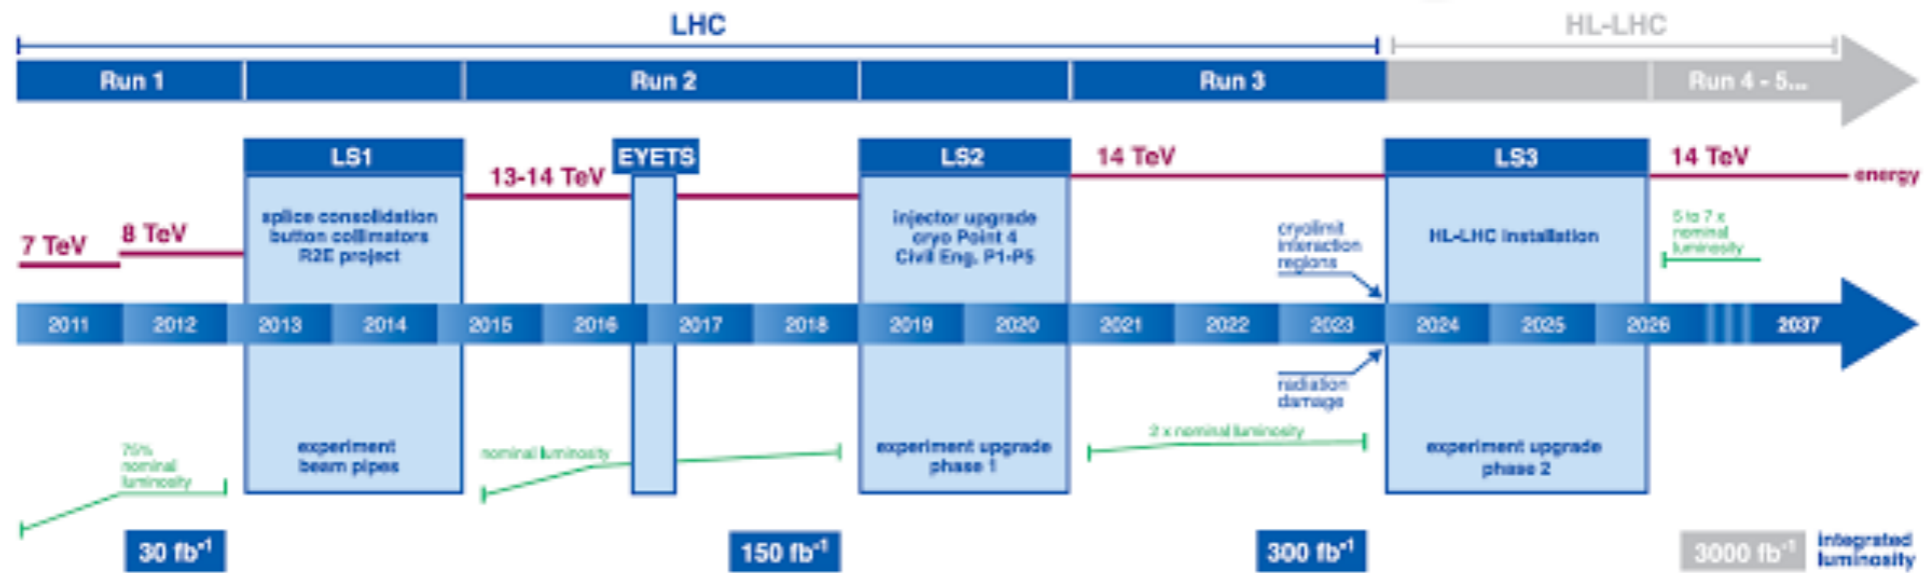 LHC
HL-LHC
Run 1
Run 2
Run 3
Run 4 - 5...
LS1
EYETS
LS2
14 TeV
LS3
14 TeV
energy
13-14 TeV
7 TeV
8 TeV
splice consolidation
button collimators
R2E project
injector upgrade
cryo Point 4
Civil Eng. P1-P5
cryolimit
interaction
regions
HL-LHC installation
5 to 7 x
nominal
luminosity
2011
2012
2013
2014
2015
2016
2017
2018
2019
2020
2021
2022
2023
2024
2025
2026
2037
radiation
damage
75%
nominal
luminosity
experiment
beam pipes
nominal luminosity
experiment upgrade
phase 1
2 x nominal luminosity
experiment upgrade
phase 2
30 fb⁻¹
150 fb⁻¹
300 fb⁻¹
3000 fb⁻¹
integrated
luminosity